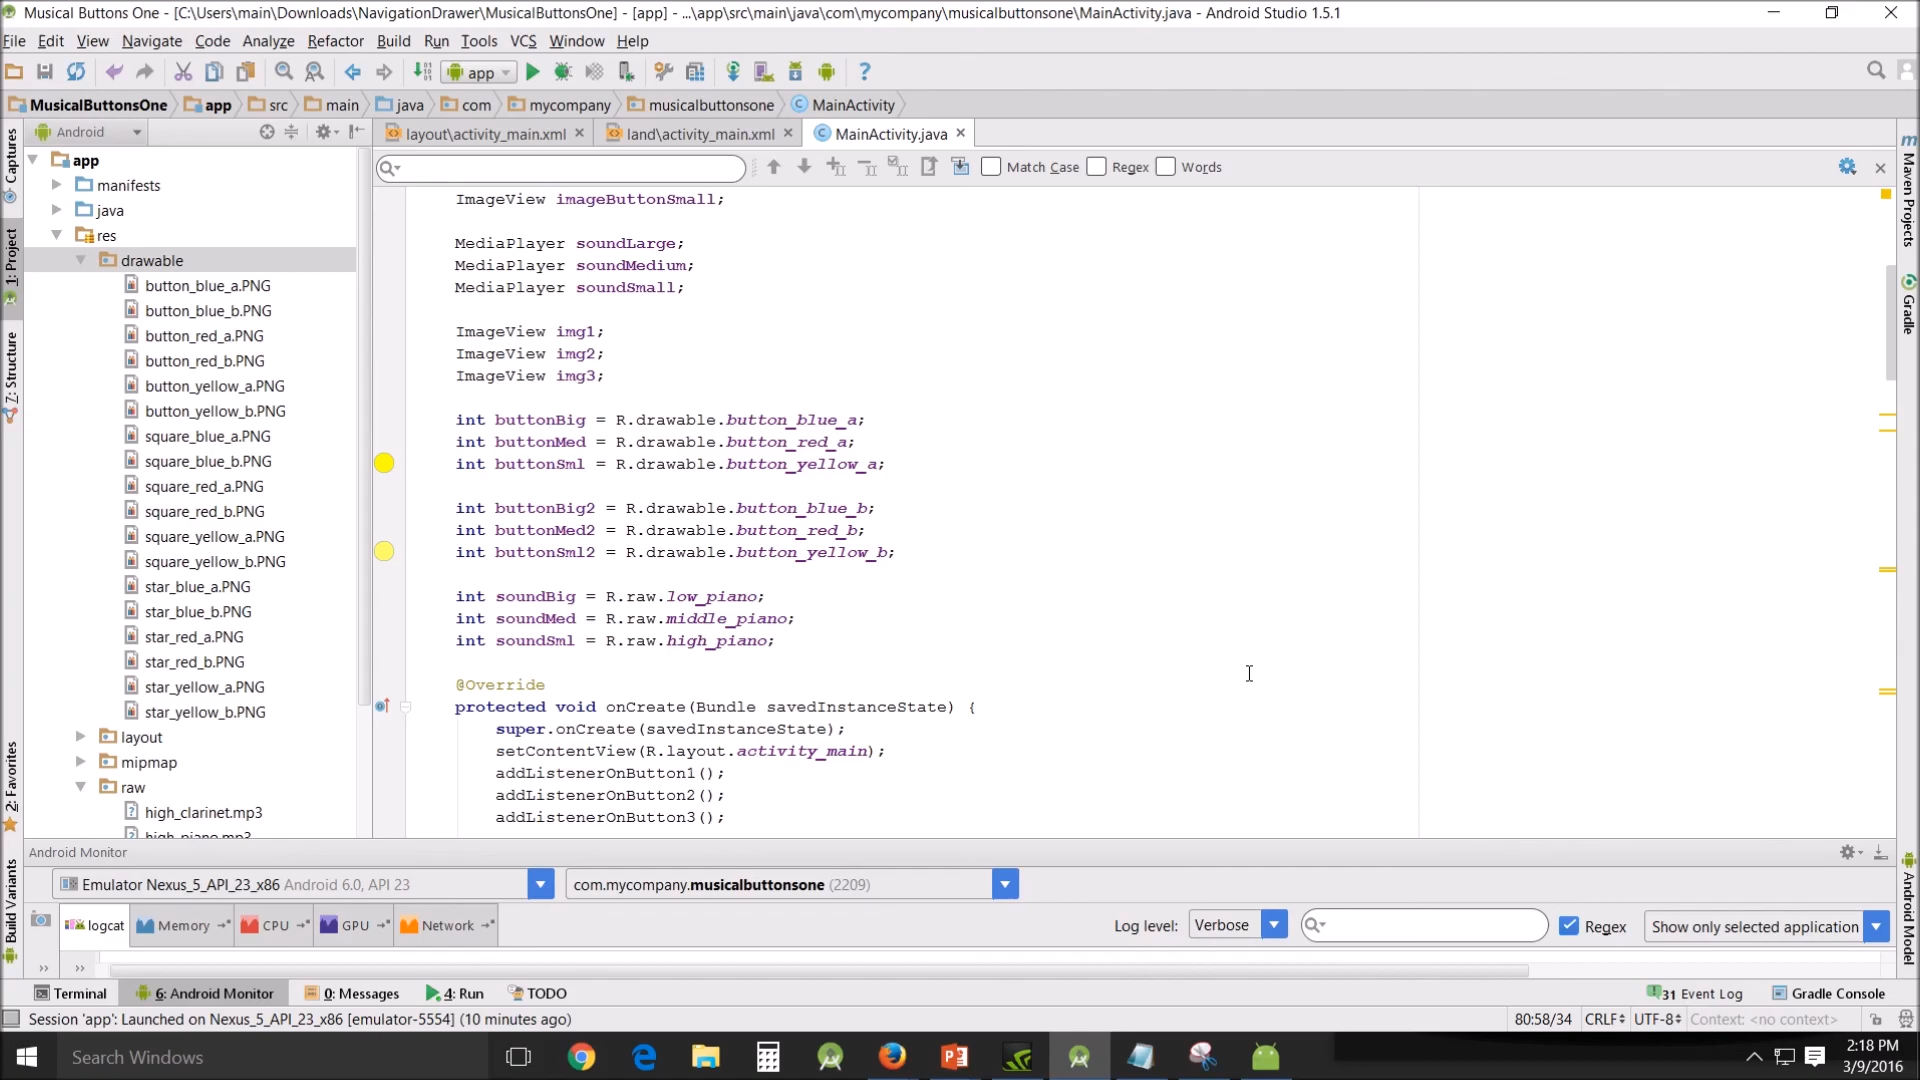 Musical Buttons One - [C:\Users\main\Downloads\NavigationDrawer\MusicalButtonsOne] - [app] - ...\app\src\main\java\com\mycompany\musicalbuttonsone\MainActivity.java - Android Studio 1.5.1
File Edit View Navigate Code Analyze Refactor Build Run Tools VCS Window Help
app
MusicalButtonsOne app src main java com mycompany musicalbuttonsone MainActivity
Android
layout\activity_main.xml land\activity_main.xml MainActivity.java
Match Case Regex Words
Captures
1: Project
Z: Structure
2: Favorites
Build Variants
app
manifests
java
res
drawable
button_blue_a.PNG
button_blue_b.PNG
button_red_a.PNG
button_red_b.PNG
button_yellow_a.PNG
button_yellow_b.PNG
square_blue_a.PNG
square_blue_b.PNG
square_red_a.PNG
square_red_b.PNG
square_yellow_a.PNG
square_yellow_b.PNG
star_blue_a.PNG
star_blue_b.PNG
star_red_a.PNG
star_red_b.PNG
star_yellow_a.PNG
star_yellow_b.PNG
layout
mipmap
raw
high_clarinet.mp3
high_piano.mp3
ImageView imageButtonSmall;
MediaPlayer soundLarge;
MediaPlayer soundMedium;
MediaPlayer soundSmall;
ImageView img1;
ImageView img2;
ImageView img3;
int buttonBig = R.drawable.button_blue_a;
int buttonMed = R.drawable.button_red_a;
int buttonSml = R.drawable.button_yellow_a;
int buttonBig2 = R.drawable.button_blue_b;
int buttonMed2 = R.drawable.button_red_b;
int buttonSml2 = R.drawable.button_yellow_b;
int soundBig = R.raw.low_piano;
int soundMed = R.raw.middle_piano;
int soundSml = R.raw.high_piano;
@Override
protected void onCreate(Bundle savedInstanceState) {
super.onCreate(savedInstanceState);
setContentView(R.layout.activity_main);
addListenerOnButton1();
addListenerOnButton2();
addListenerOnButton3();
Maven Projects
Gradle
Android Model
Android Monitor
Emulator Nexus_5_API_23_x86 Android 6.0, API 23 com.mycompany.musicalbuttonsone (2209)
logcat Memory CPU GPU Network Log level: Verbose Regex Show only selected application
Terminal 6: Android Monitor 0: Messages 4: Run TODO 31 Event Log Gradle Console
Session 'app': Launched on Nexus_5_API_23_x86 [emulator-5554] (10 minutes ago) 80:58/34 CRLF UTF-8 Context: <no context>
Search Windows
2:18 PM
3/9/2016